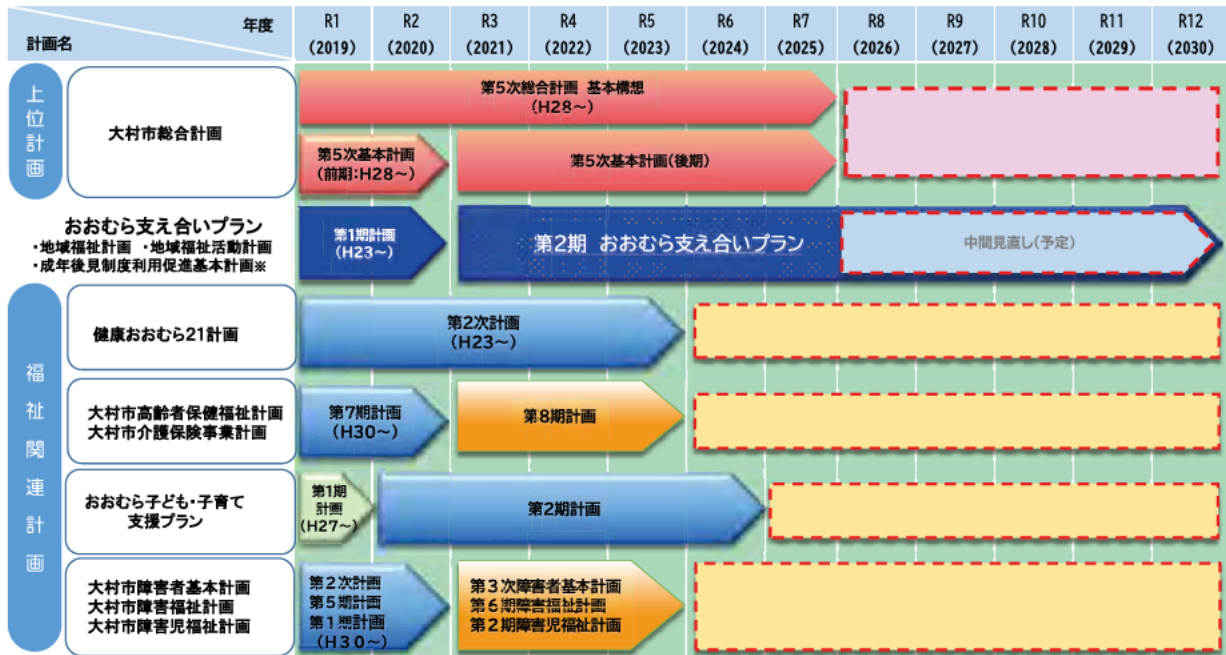 年度
計画名
R1 R2 R3 R4 R5 R6 R7 R8 R9 R10 R11 R12
(2019) (2020) (2021) (2022) (2023) (2024) (2025) (2026) (2027) (2028) (2029) (2030)
上位計画
大村市総合計画
第5次総合計画 基本構想
(H28～)
第5次基本計画
(前期:H28～)
第5次基本計画(後期)
おおむら支え合いプラン
・地域福祉計画 ・地域福祉活動計画
・成年後見制度利用促進基本計画※
第1期計画
(H23～)
第2期 おおむら支え合いプラン
中間見直し(予定)
福祉関連計画
健康おおむら21計画
第2次計画
(H23～)
大村市高齢者保健福祉計画
大村市介護保険事業計画
第7期計画
(H30～)
第8期計画
おおむら子ども・子育て
支援プラン
第1期
計画
(H27～)
第2期計画
大村市障害者基本計画
大村市障害福祉計画
大村市障害児福祉計画
第2次計画
第5期計画
第1期計画
(H30～)
第3次障害者基本計画
第6期障害福祉計画
第2期障害児福祉計画